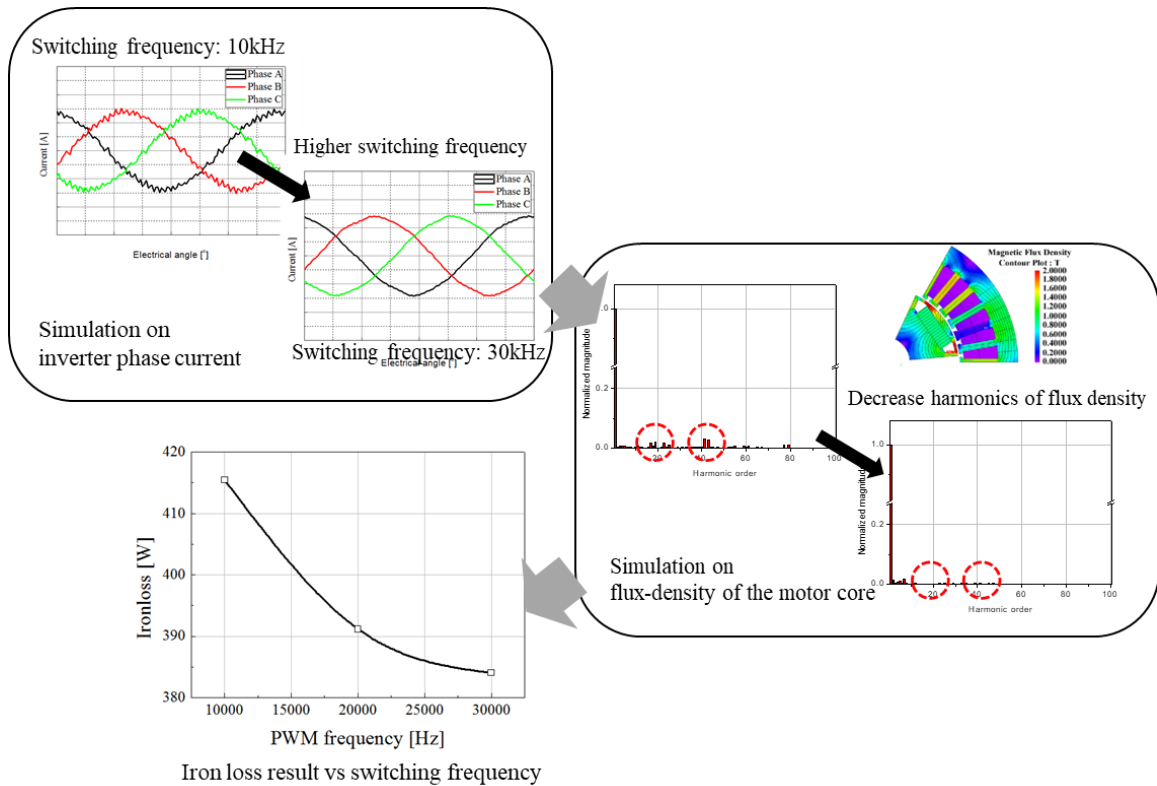 Switching frequency: 10kHz
Phase A
Phase B
Phase C
Current [A]
Electrical angle [°]
Higher switching frequency
Phase A
Phase B
Phase C
Current [A]
Electrical angle [°]
Switching frequency: 30kHz
Simulation on
inverter phase current
Magnetic Flux Density
Contour Plot : T
2.0000
1.8000
1.6000
1.4000
1.2000
1.0000
0.8000
0.6000
0.4000
0.2000
0.0000
Normalized magnitude
1.0
0.2
0.0
20
40
60
80
100
Harmonic order
Decrease harmonics of flux density
Normalized magnitude
1.0
0.2
0.0
20
40
60
80
100
Harmonic order
Simulation on
flux-density of the motor core
Ironloss [W]
420
410
400
390
380
10000
15000
20000
25000
30000
PWM frequency [Hz]
Iron loss result vs switching frequency